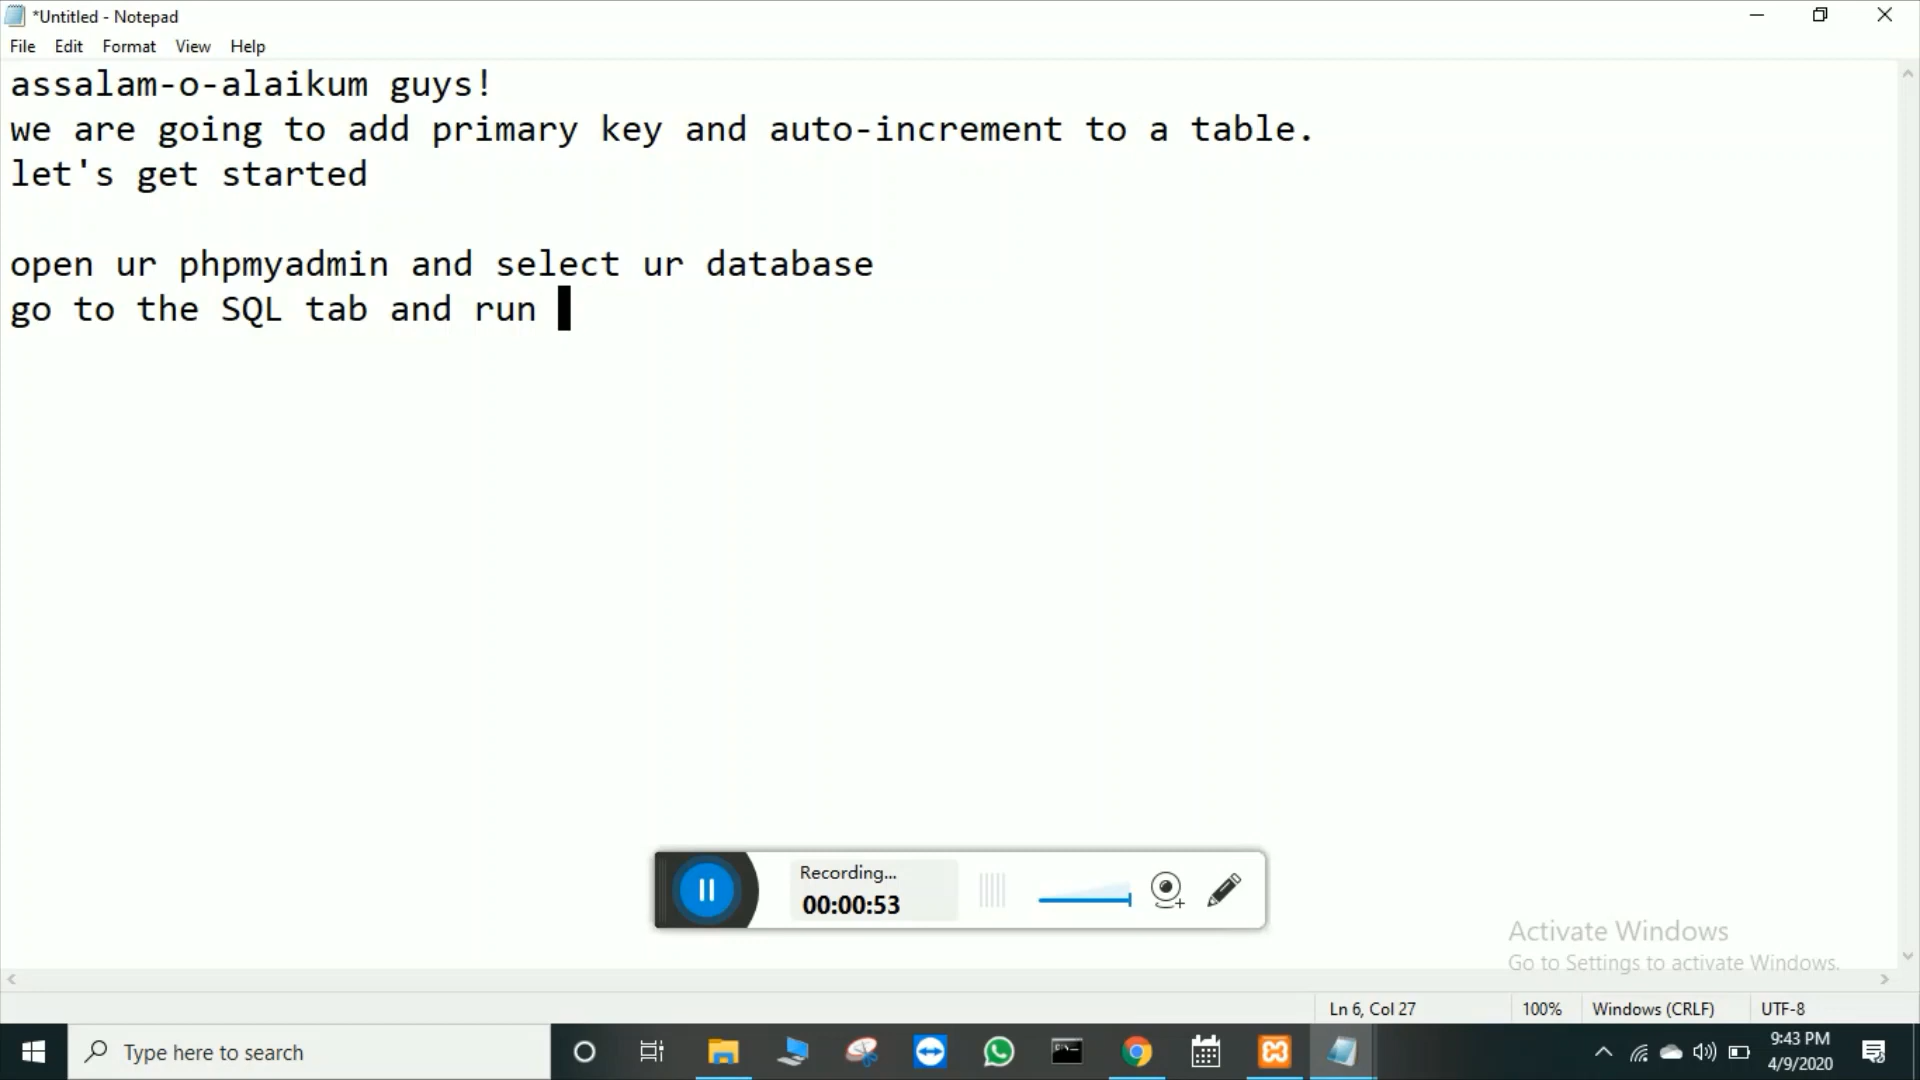 *Untitled - Notepad
File Edit Format View Help
assalam-o-alaikum guys!
we are going to add primary key and auto-increment to a table.
let's get started
open ur phpmyadmin and select ur database
go to the SQL tab and run
Recording...
00:00:53
Activate Windows
Go to Settings to activate Windows.
Ln 6, Col 27 100% Windows (CRLF) UTF-8
Type here to search
9:43 PM
4/9/2020